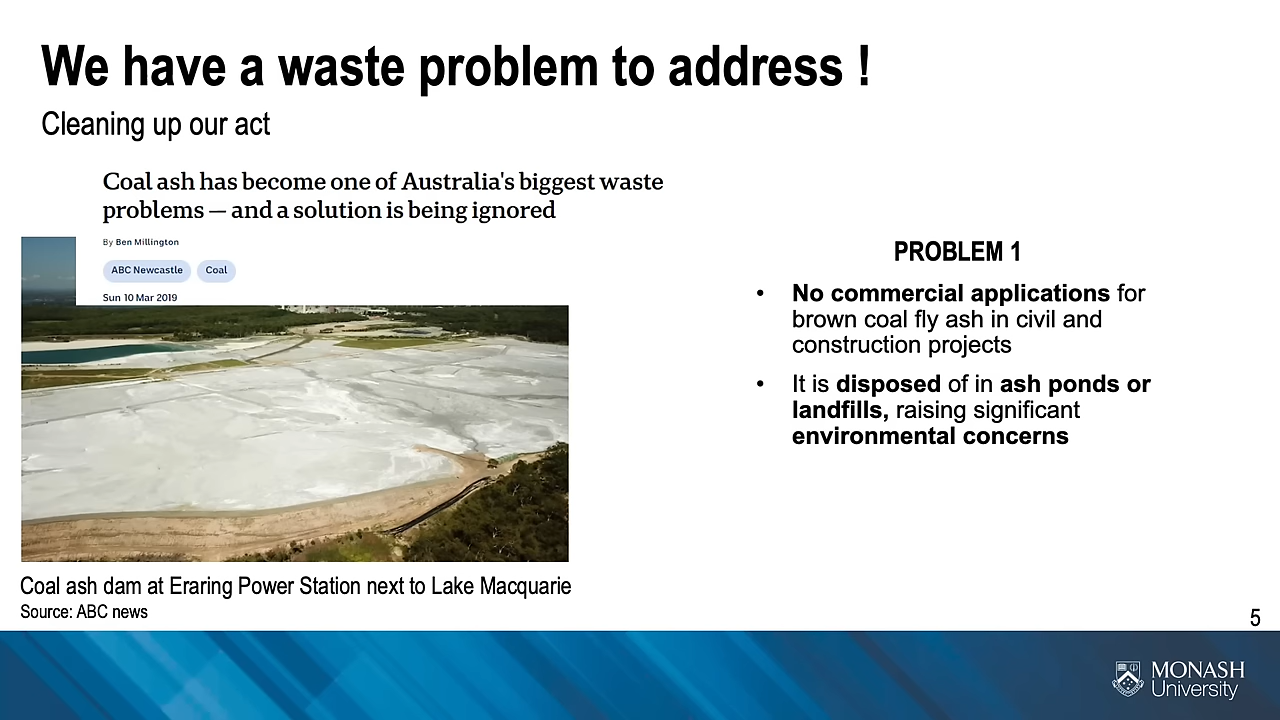 We have a waste problem to address !
Cleaning up our act
Coal ash has become one of Australia's biggest waste
problems — and a solution is being ignored
By Ben Millington
ABC Newcastle Coal
Sun 10 Mar 2019
Coal ash dam at Eraring Power Station next to Lake Macquarie
Source: ABC news
PROBLEM 1
• No commercial applications for
brown coal fly ash in civil and
construction projects
• It is disposed of in ash ponds or
landfills, raising significant
environmental concerns
5
MONASH
University